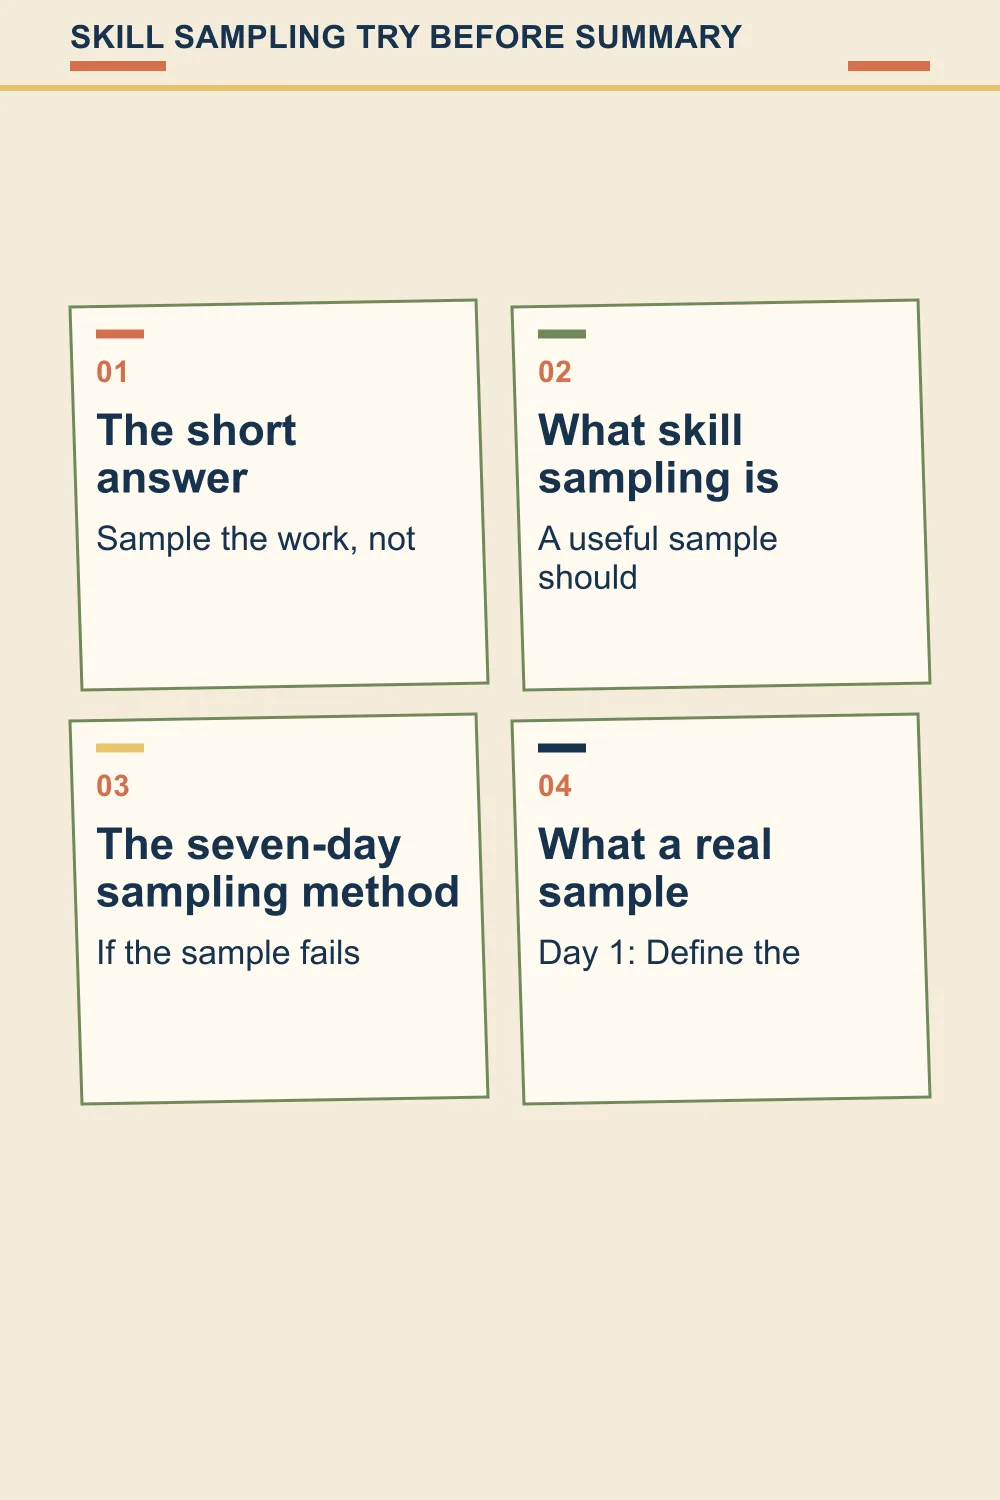 SKILL SAMPLING TRY BEFORE SUMMARY
01
The short
answer
Sample the work, not
02
What skill
sampling is
A useful sample
should
03
The seven-day
sampling method
If the sample fails
04
What a real
sample
Day 1: Define the